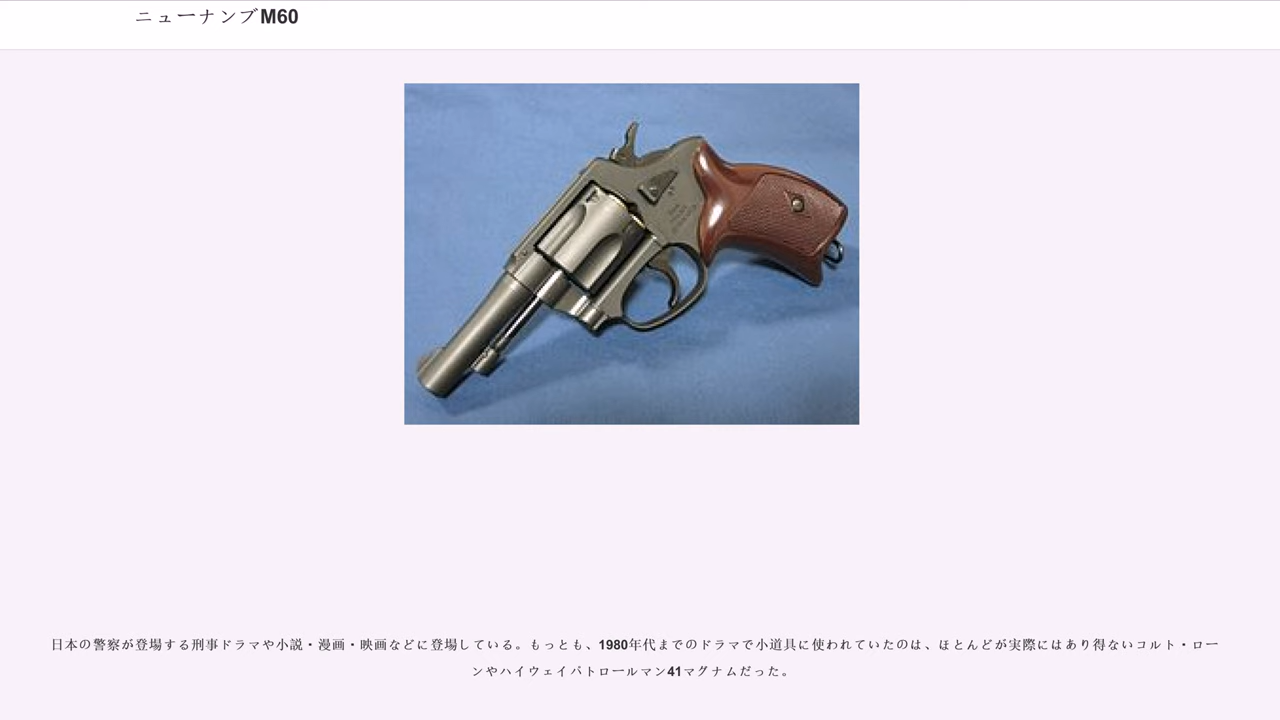 ニューナンブM60
日本の警察が登場する刑事ドラマや小説・漫画・映画などに登場している。もっとも、1980年代までのドラマで小道具に使われていたのは、ほとんどが実際にはあり得ないコルト・ロー
ンやハイウェイパトロールマン41マグナムだった。